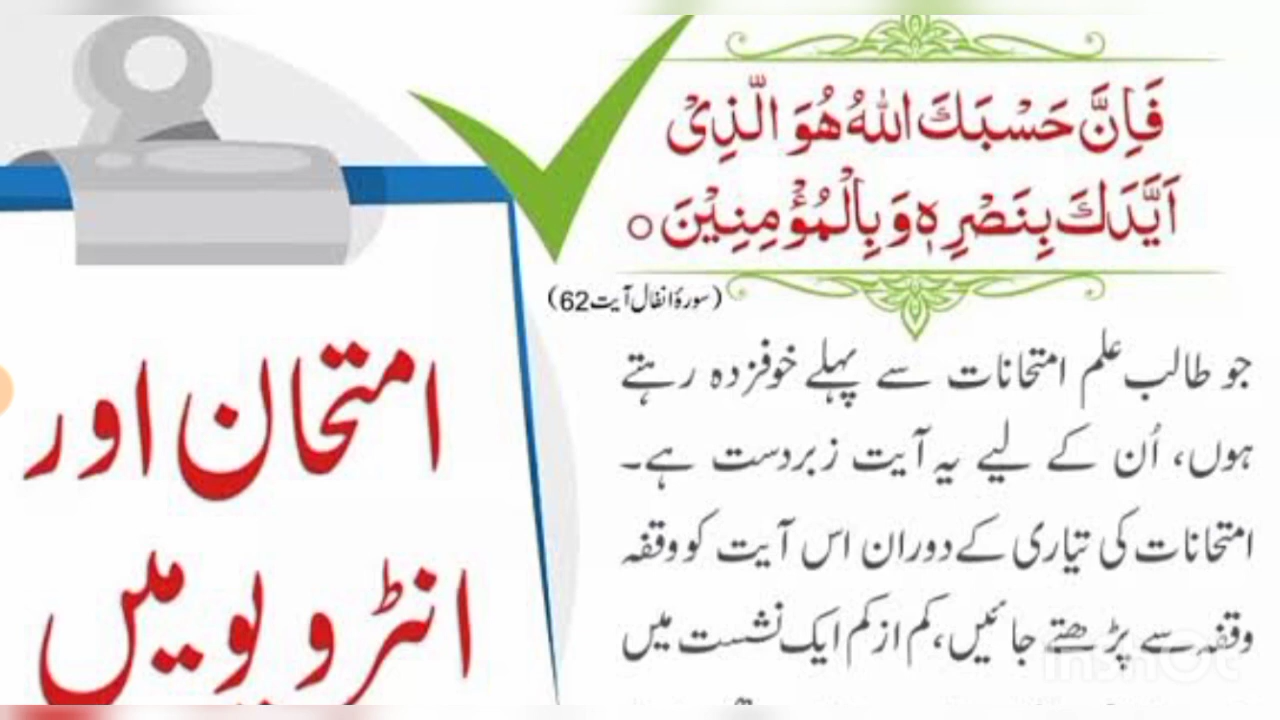 فَاِنَّ حَسْبَكَ اللّٰهُ هُوَ الَّذِیْۤ
اَیَّدَكَ بِنَصْرِهٖ وَ بِالْمُؤْمِنِیْنَ ○
(سورۂ انفال آیت 62)
جو طالب علم امتحانات سے پہلے خوفزدہ رہتے
ہوں، اُن کے لیے یہ آیت زبردست ہے۔
امتحانات کی تیاری کے دوران اس آیت کو وقفہ
وقفہ سے پڑھتے جائیں، کم از کم ایک نشست میں
امتحان اور
انٹرویو میں